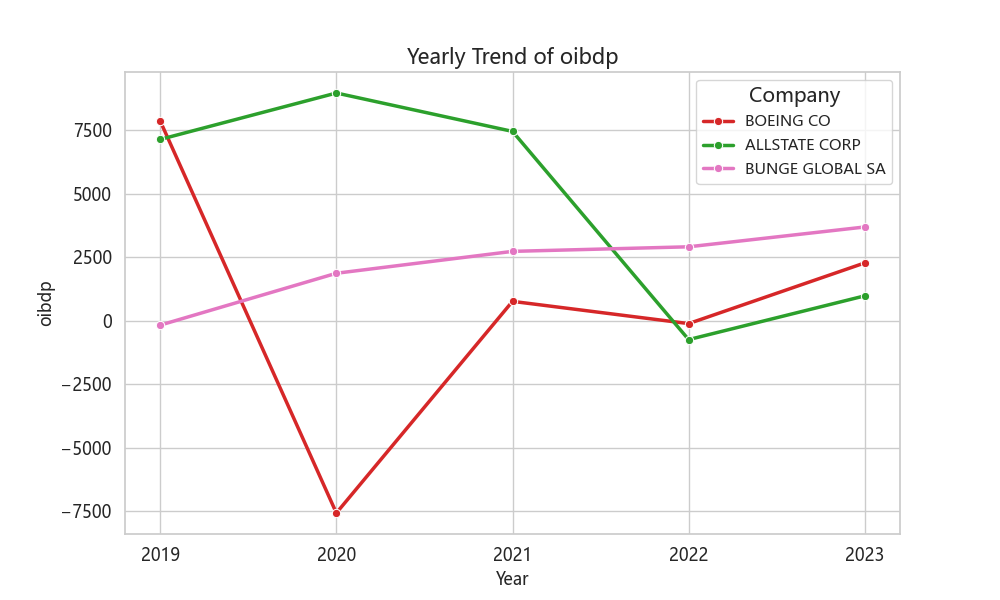 Yearly Trend of oibdp
Company
BOEING CO
ALLSTATE CORP
BUNGE GLOBAL SA
oibdp
7500
5000
2500
0
−2500
−5000
−7500
2019 2020 2021 2022 2023
Year